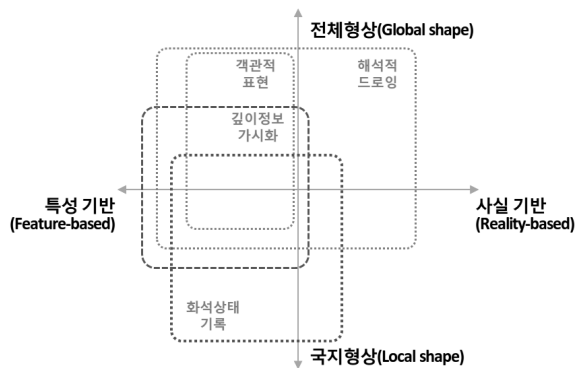 전체형상(Global shape)
객관적
표현
해석적
드로잉
깊이정보
가시화
특성 기반
(Feature-based)
사실 기반
(Reality-based)
화석상태
기록
국지형상(Local shape)